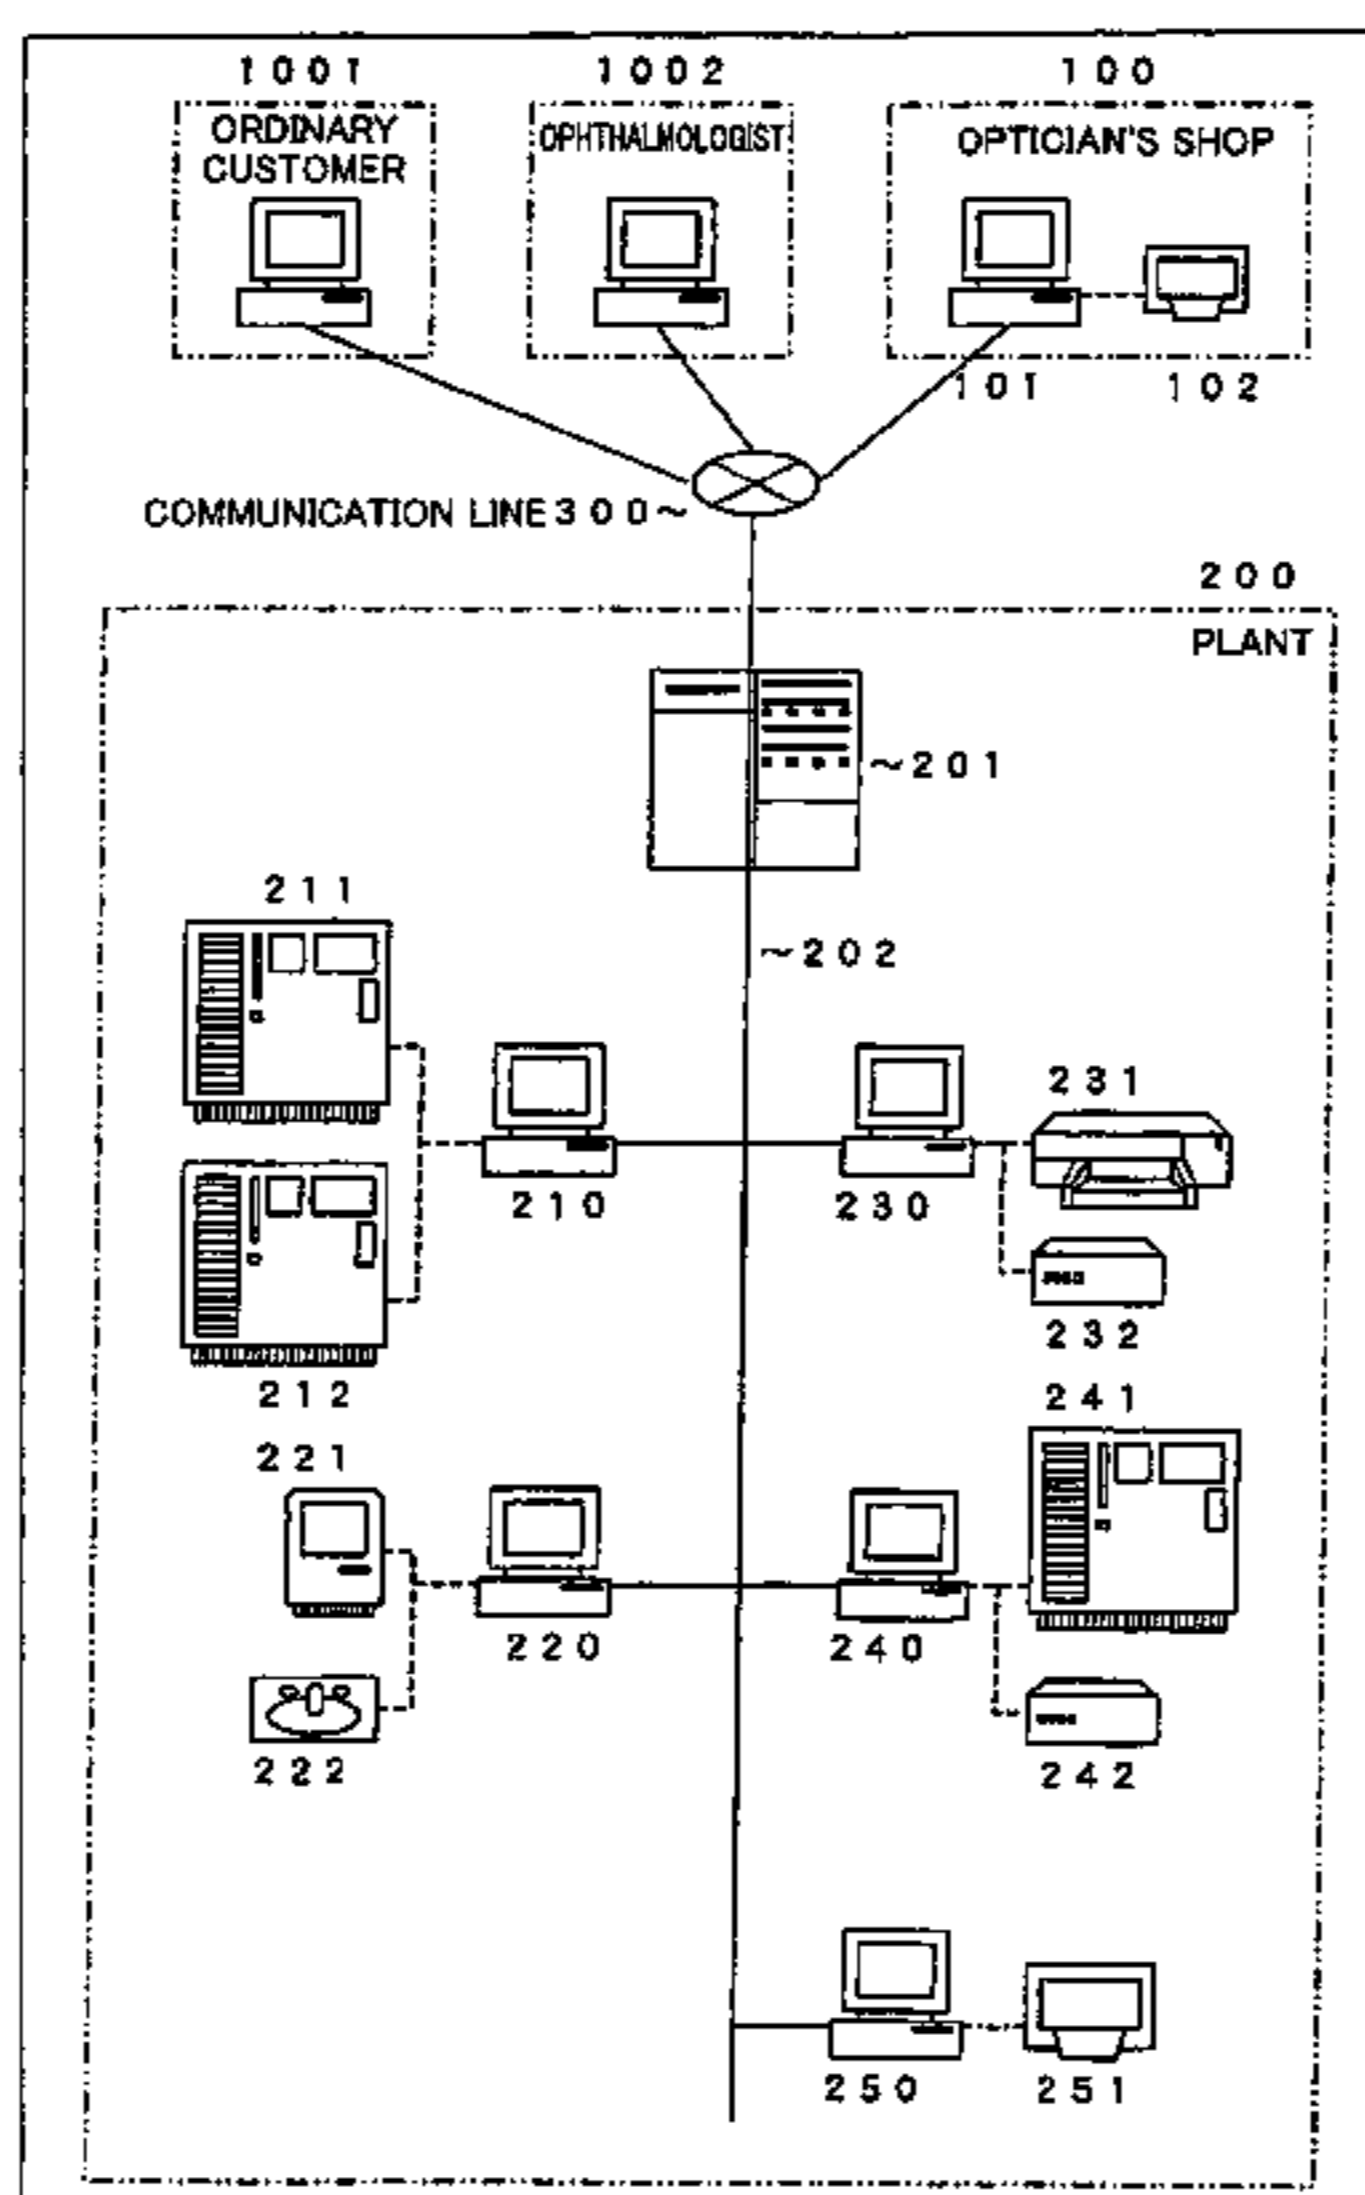 1001 1002 100
ORDINARY CUSTOMER
OPHTHALMOLOGIST
OPTICIAN'S SHOP
101 102
COMMUNICATION LINE 300~
200
PLANT
~201
211
~202
231
210 230
232
212 241
221
220 240
222 242
250 251